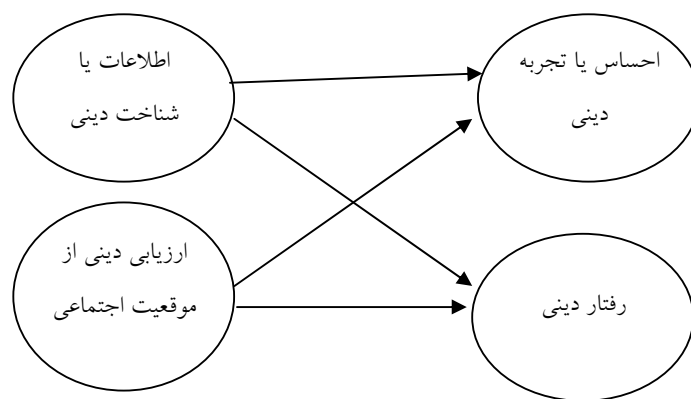 احساس یا تجربه
دینی
اطلاعات یا
شناخت دینی
رفتار دینی
ارزیابی دینی از
موقعیت اجتماعی